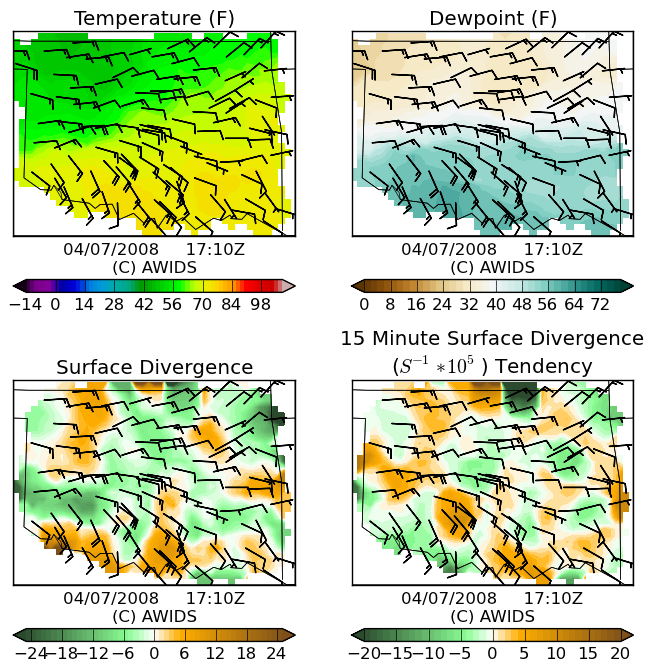 Temperature (F)
Dewpoint (F)
04/07/2008 17:10Z
(C) AWIDS
04/07/2008 17:10Z
(C) AWIDS
−14 0 14 28 42 56 70 84 98
0 8 16 24 32 40 48 56 64 72
Surface Divergence
15 Minute Surface Divergence
(S⁻¹ *10⁵ ) Tendency
04/07/2008 17:10Z
(C) AWIDS
04/07/2008 17:10Z
(C) AWIDS
−24 −18 −12 −6 0 6 12 18 24
−20 −15 −10 −5 0 5 10 15 20